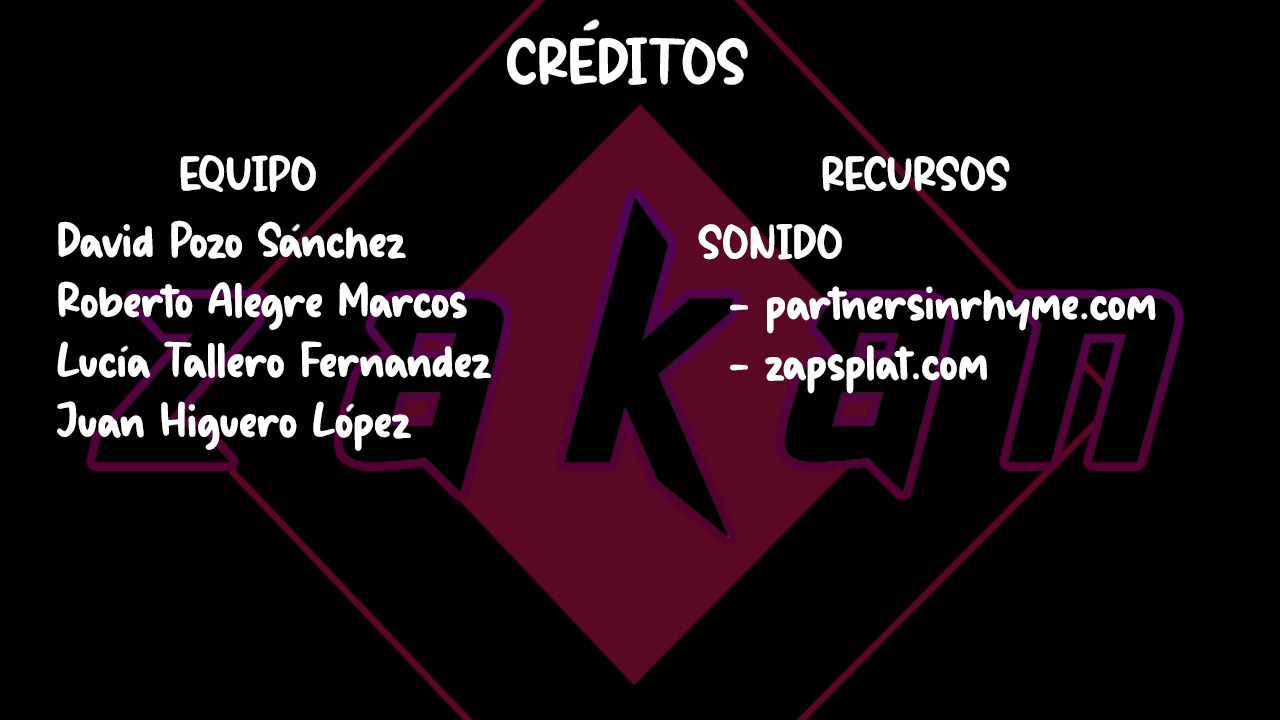 CRÉDITOS
EQUIPO
David Pozo Sánchez
Roberto Alegre Marcos
Lucía Tallero Fernandez
Juan Higuero López
RECURSOS
SONIDO
- partnersinrhyme.com
- zapsplat.com
zakan